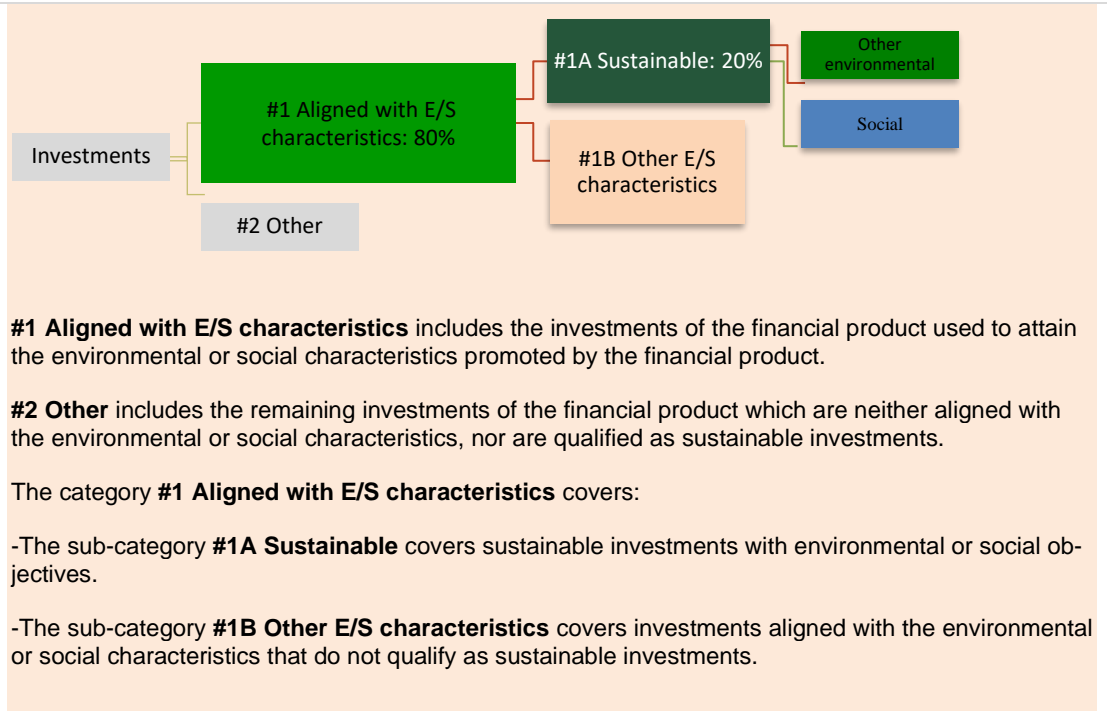 Investments
#1 Aligned with E/S
characteristics: 80%
#2 Other
#1A Sustainable: 20%
#1B Other E/S
characteristics
Other
environmental
Social
#1 Aligned with E/S characteristics includes the investments of the financial product used to attain
the environmental or social characteristics promoted by the financial product.
#2 Other includes the remaining investments of the financial product which are neither aligned with
the environmental or social characteristics, nor are qualified as sustainable investments.
The category #1 Aligned with E/S characteristics covers:
-The sub-category #1A Sustainable covers sustainable investments with environmental or social ob-
jectives.
-The sub-category #1B Other E/S characteristics covers investments aligned with the environmental
or social characteristics that do not qualify as sustainable investments.